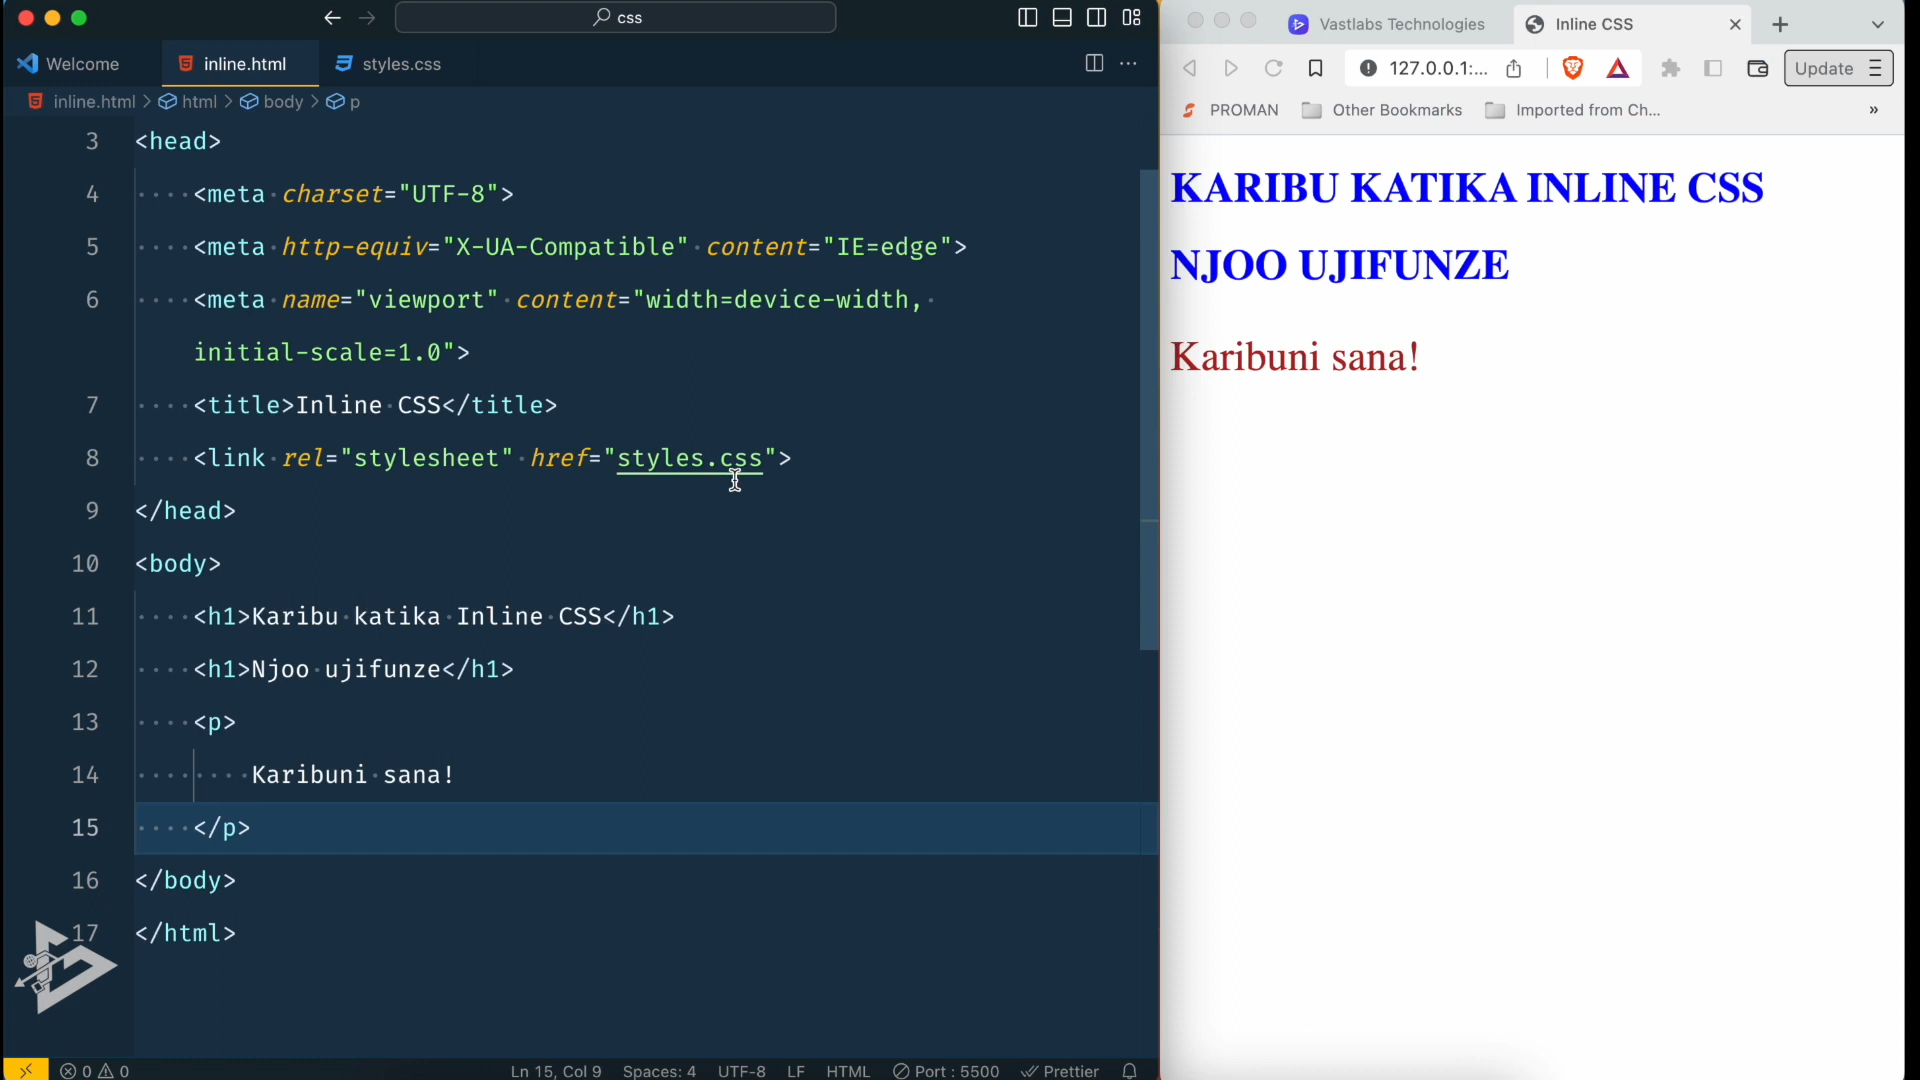 css
Vastlabs Technologies
Inline CSS
Welcome
inline.html
styles.css
127.0.0.1:...
Update
inline.html > html > body > p
PROMAN
Other Bookmarks
Imported from Ch...
»
3 <head>
4 ····<meta·charset="UTF-8">
5 ····<meta·http-equiv="X-UA-Compatible"·content="IE=edge">
6 ····<meta·name="viewport"·content="width=device-width,·
initial-scale=1.0">
7 ····<title>Inline·CSS</title>
8 ····<link·rel="stylesheet"·href="styles.css">
9 </head>
10 <body>
11 ····<h1>Karibu·katika·Inline·CSS</h1>
12 ····<h1>Njoo·ujifunze</h1>
13 ····<p>
14 ········Karibuni·sana!
15 ····</p>
16 </body>
17 </html>
KARIBU KATIKA INLINE CSS
NJOO UJIFUNZE
Karibuni sana!
0 0 Ln 15, Col 9 Spaces: 4 UTF-8 LF HTML Port : 5500 Prettier